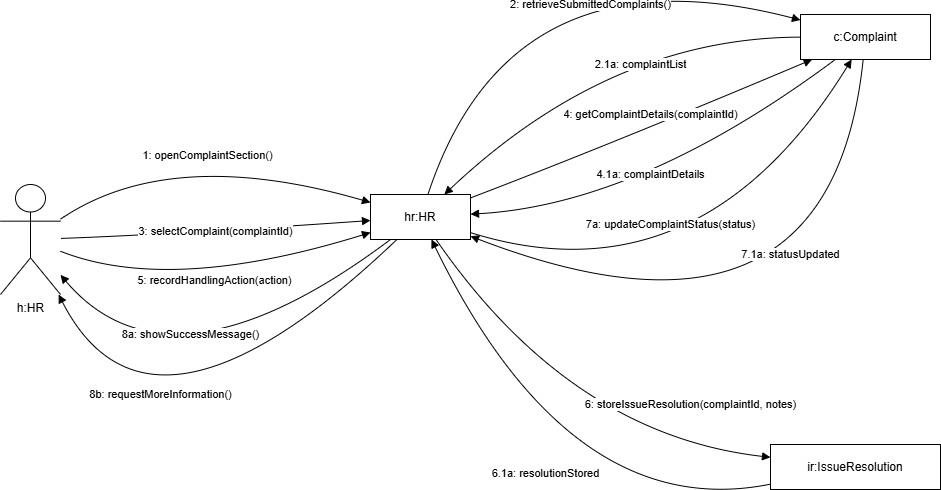 2: retrieveSubmittedComplaints()
c:Complaint
2.1a: complaintList
4: getComplaintDetails(complaintId)
1: openComplaintSection()
4.1a: complaintDetails
hr:HR
7a: updateComplaintStatus(status)
3: selectComplaint(complaintId)
7.1a: statusUpdated
5: recordHandlingAction(action)
h:HR
8a: showSuccessMessage()
8b: requestMoreInformation()
6: storeIssueResolution(complaintId, notes)
6.1a: resolutionStored
ir:IssueResolution